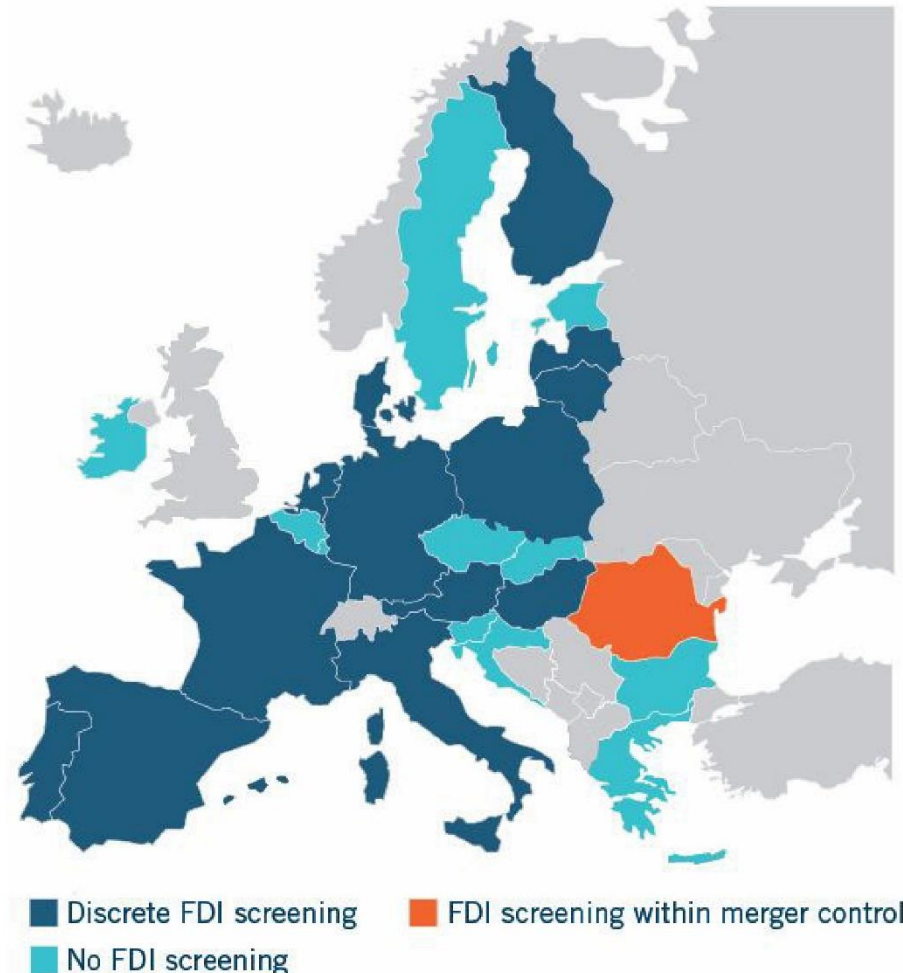 Discrete FDI screening
FDI screening within merger control
No FDI screening